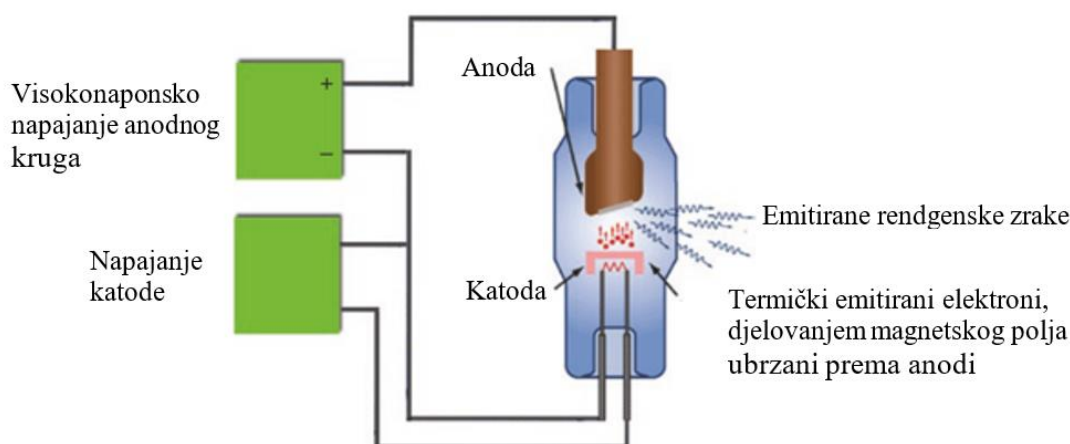 Visokonaponsko
napajanje anodnog
kruga
+
−
Napajanje
katode
Anoda
Katoda
Emitirane rendgenske zrake
Termički emitirani elektroni,
djelovanjem magnetskog polja
ubrzani prema anodi